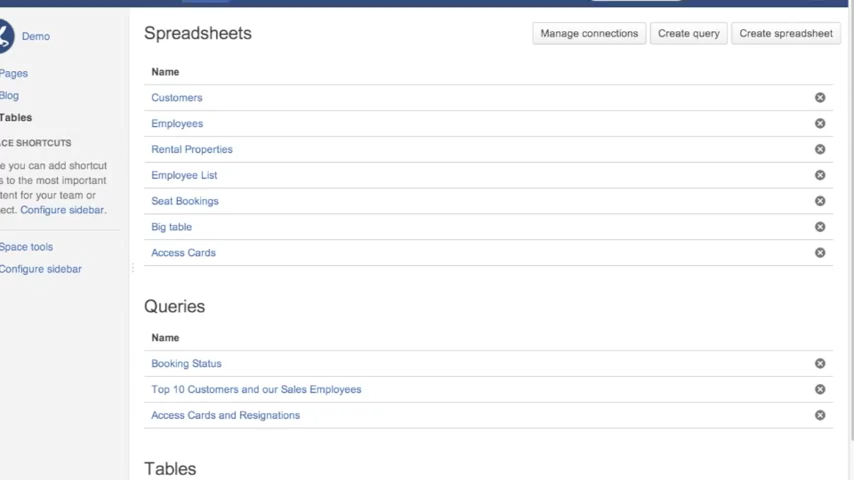 Demo
Pages
Blog
Tables
CE SHORTCUTS
e you can add shortcut
s to the most important
tent for your team or
ect. Configure sidebar.
Space tools
Configure sidebar
Spreadsheets
Manage connections
Create query
Create spreadsheet
Name
Customers
Employees
Rental Properties
Employee List
Seat Bookings
Big table
Access Cards
Queries
Name
Booking Status
Top 10 Customers and our Sales Employees
Access Cards and Resignations
Tables